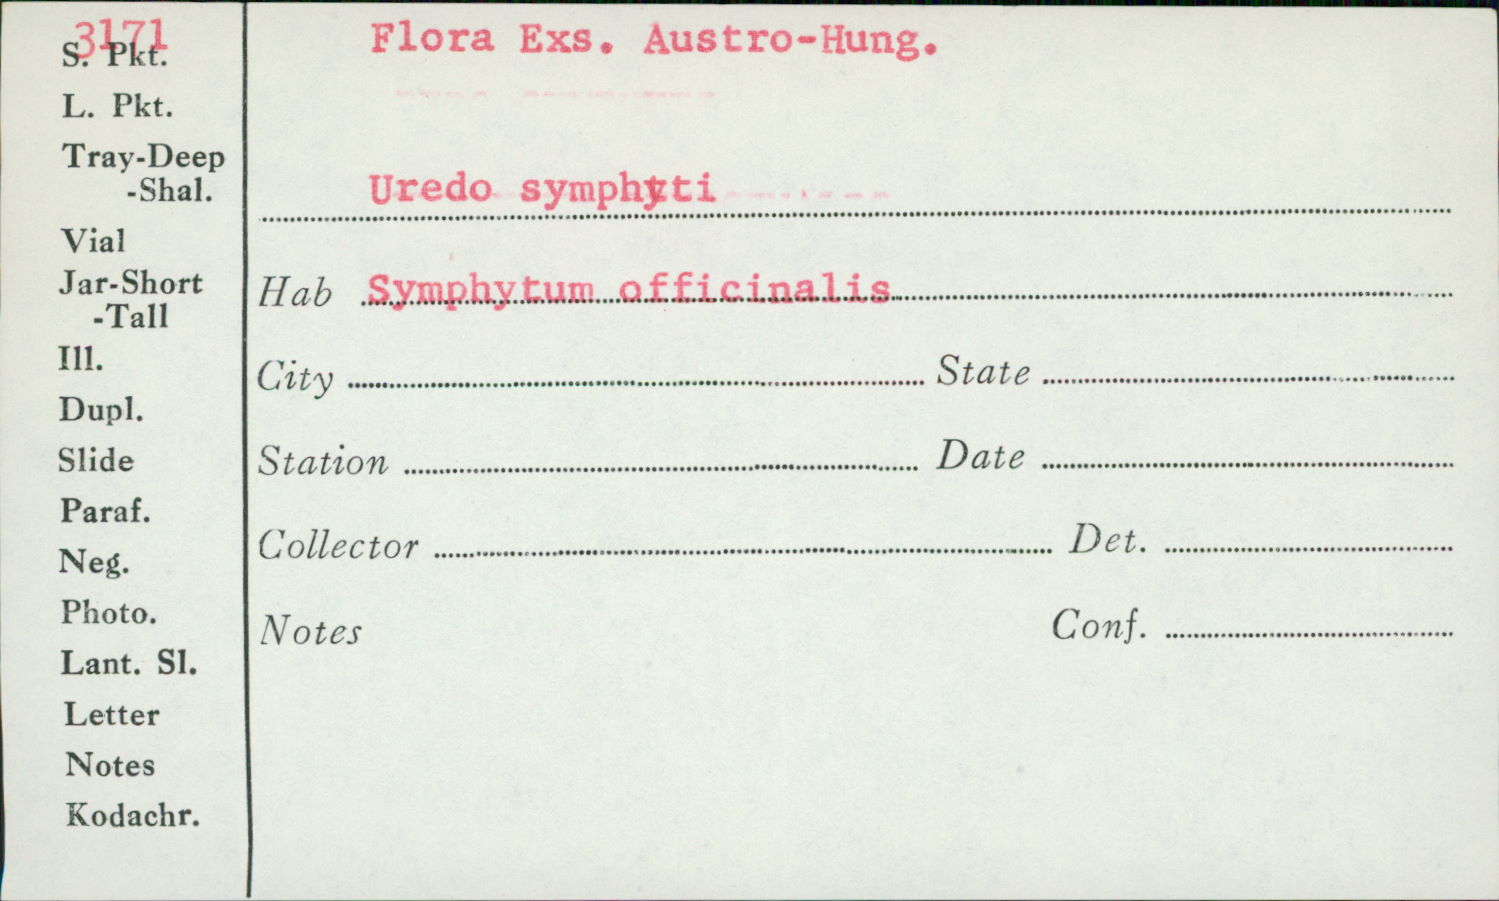 3171
Flora Exs. Austro-Hung.
S. Pkt.
L. Pkt.
Tray-Deep
-Shal.
Uredo symphyti
Vial
Jar-Short
-Tall
Hab Symphytum officinalis
Ill.
City State
Dupl.
Slide
Station Date
Paraf.
Neg.
Collector Det.
Photo.
Notes Conf.
Lant. Sl.
Letter
Notes
Kodachr.